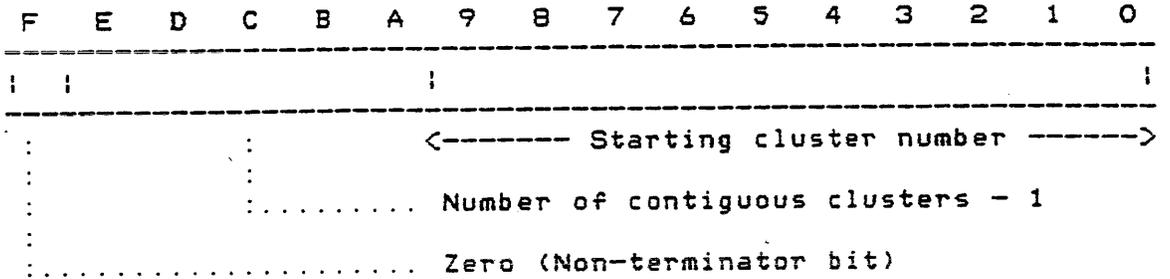 F E D C B A 9 8 7 6 5 4 3 2 1 0
<------- Starting cluster number ------>
Number of contiguous clusters - 1
Zero (Non-terminator bit)